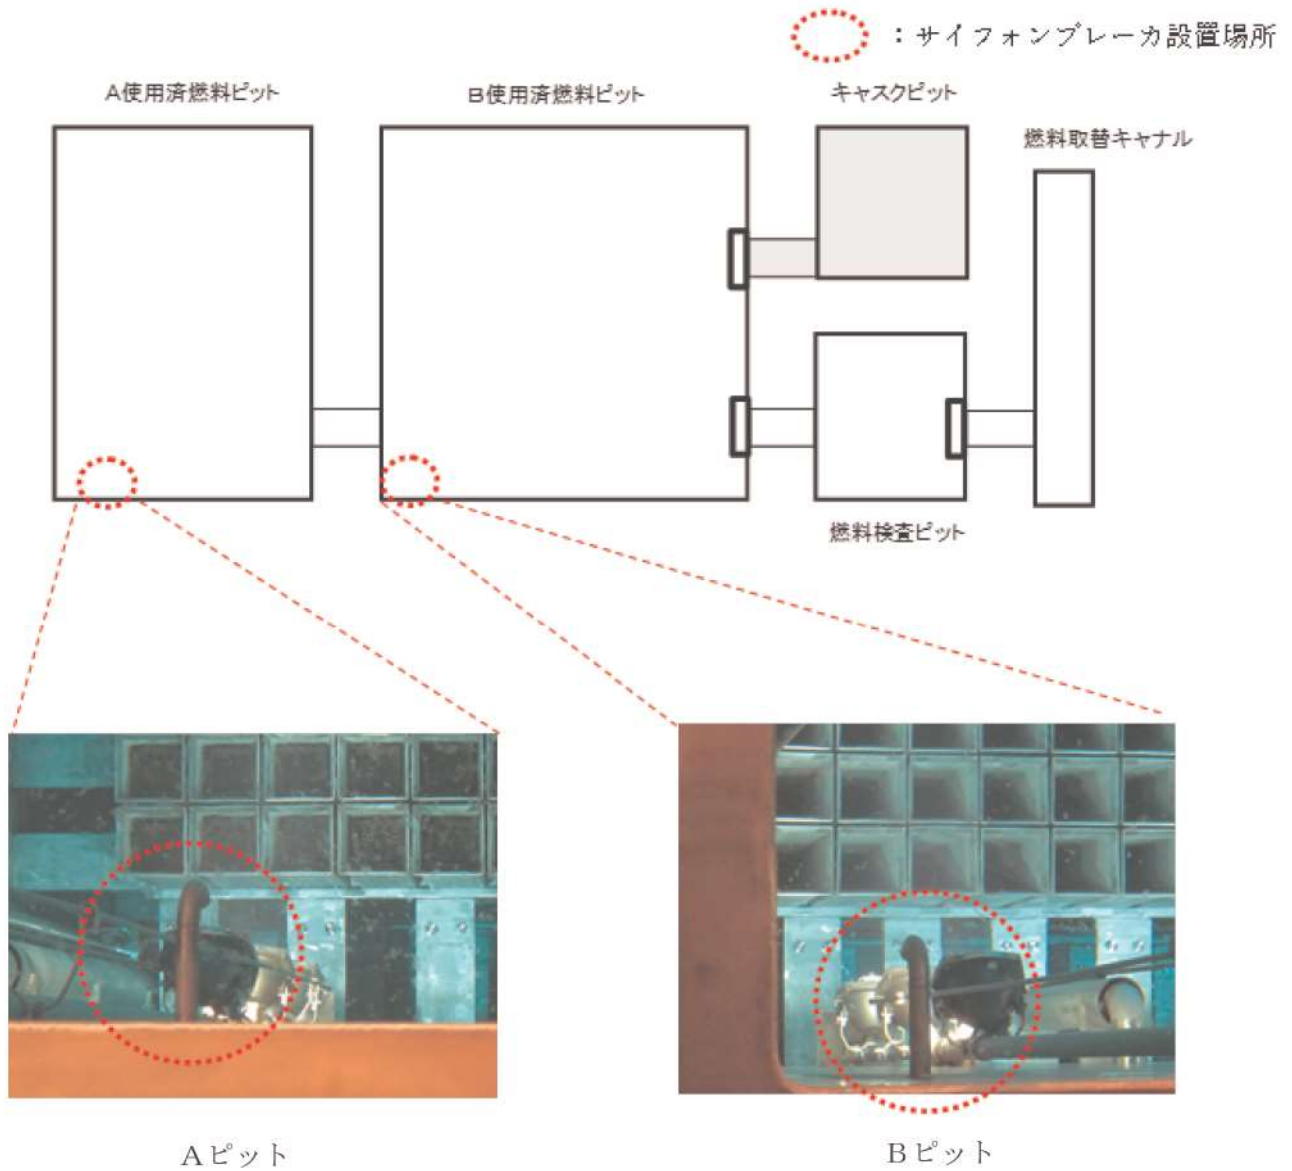 ：サイフォンブレーカ設置場所
A使用済燃料ピット
B使用済燃料ピット
キャスクピット
燃料取替キャナル
燃料検査ピット
Aピット
Bピット